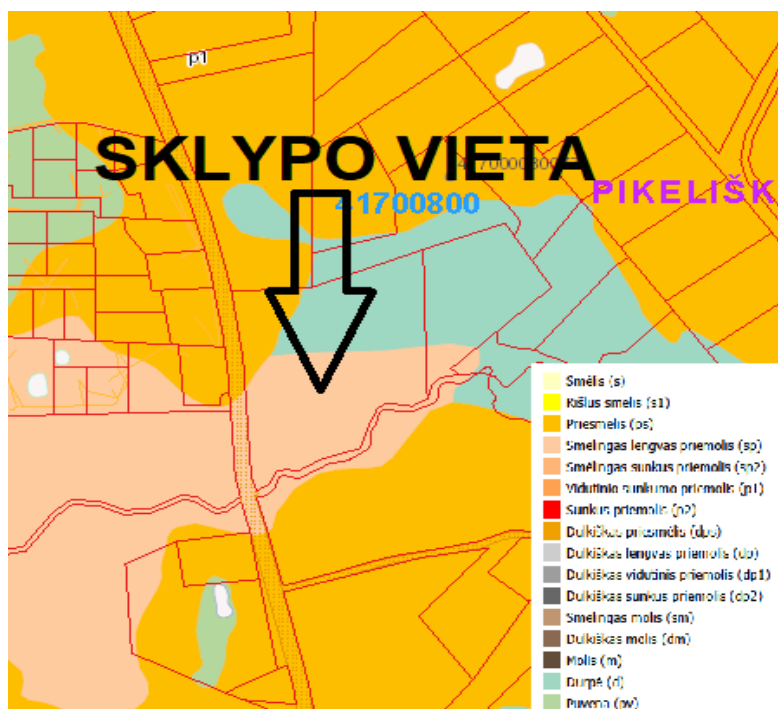 p1
SKLYPO VIETA
41700800
PIKELIŠK
Smėlis (s)
Rišlus smėlis (s1)
Priesmėlis (ps)
Smėlingas lengvas priemolis (sp)
Smėlingas sunkus priemolis (sp2)
Vidutinio sunkumo priemolis (p1)
Sunkus priemolis (p2)
Dulkiškas priesmėlis (dps)
Dulkiškas lengvas priemolis (dp)
Dulkiškas vidutinis priemolis (dp1)
Dulkiškas sunkus priemolis (dp2)
Smėlingas molis (sm)
Dulkiškas molis (dm)
Molis (m)
Durpė (d)
Puvena (pv)